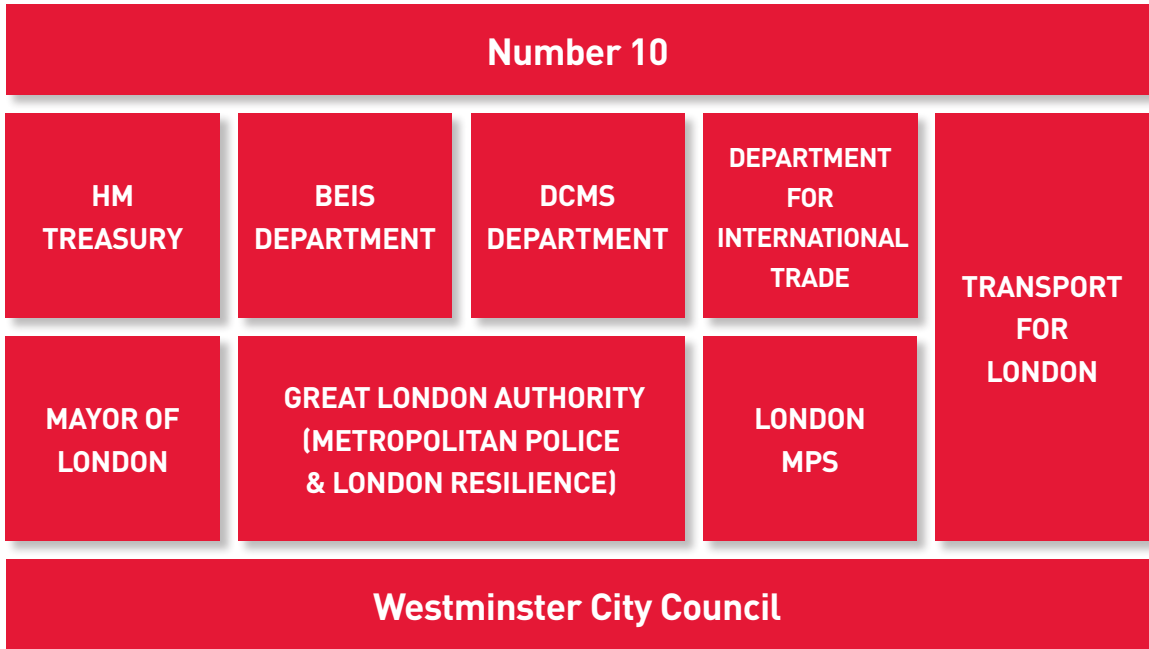 Number 10
HM
TREASURY
BEIS
DEPARTMENT
DCMS
DEPARTMENT
DEPARTMENT
FOR
INTERNATIONAL
TRADE
TRANSPORT
FOR
LONDON
MAYOR OF
LONDON
GREAT LONDON AUTHORITY
(METROPOLITAN POLICE
& LONDON RESILIENCE)
LONDON
MPS
Westminster City Council